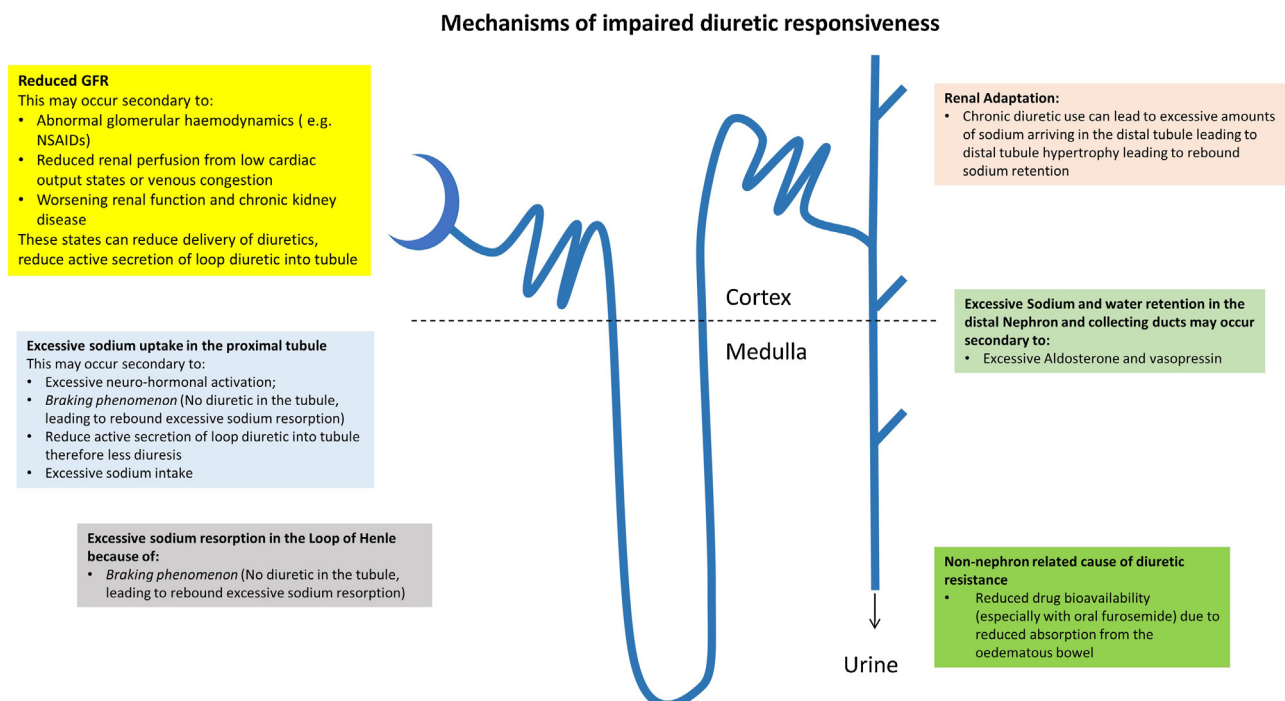 Mechanisms of impaired diuretic responsiveness
Reduced GFR
This may occur secondary to:
• Abnormal glomerular haemodynamics ( e.g.
NSAIDs)
• Reduced renal perfusion from low cardiac
output states or venous congestion
• Worsening renal function and chronic kidney
disease
These states can reduce delivery of diuretics,
reduce active secretion of loop diuretic into tubule
Excessive sodium uptake in the proximal tubule
This may occur secondary to:
• Excessive neuro-hormonal activation;
• Braking phenomenon (No diuretic in the tubule,
leading to rebound excessive sodium resorption)
• Reduce active secretion of loop diuretic into tubule
therefore less diuresis
• Excessive sodium intake
Excessive sodium resorption in the Loop of Henle
because of:
• Braking phenomenon (No diuretic in the tubule,
leading to rebound excessive sodium resorption)
Cortex
Medulla
Urine
Renal Adaptation:
• Chronic diuretic use can lead to excessive amounts
of sodium arriving in the distal tubule leading to
distal tubule hypertrophy leading to rebound
sodium retention
Excessive Sodium and water retention in the
distal Nephron and collecting ducts may occur
secondary to:
• Excessive Aldosterone and vasopressin
Non-nephron related cause of diuretic
resistance
• Reduced drug bioavailability
(especially with oral furosemide) due to
reduced absorption from the
oedematous bowel